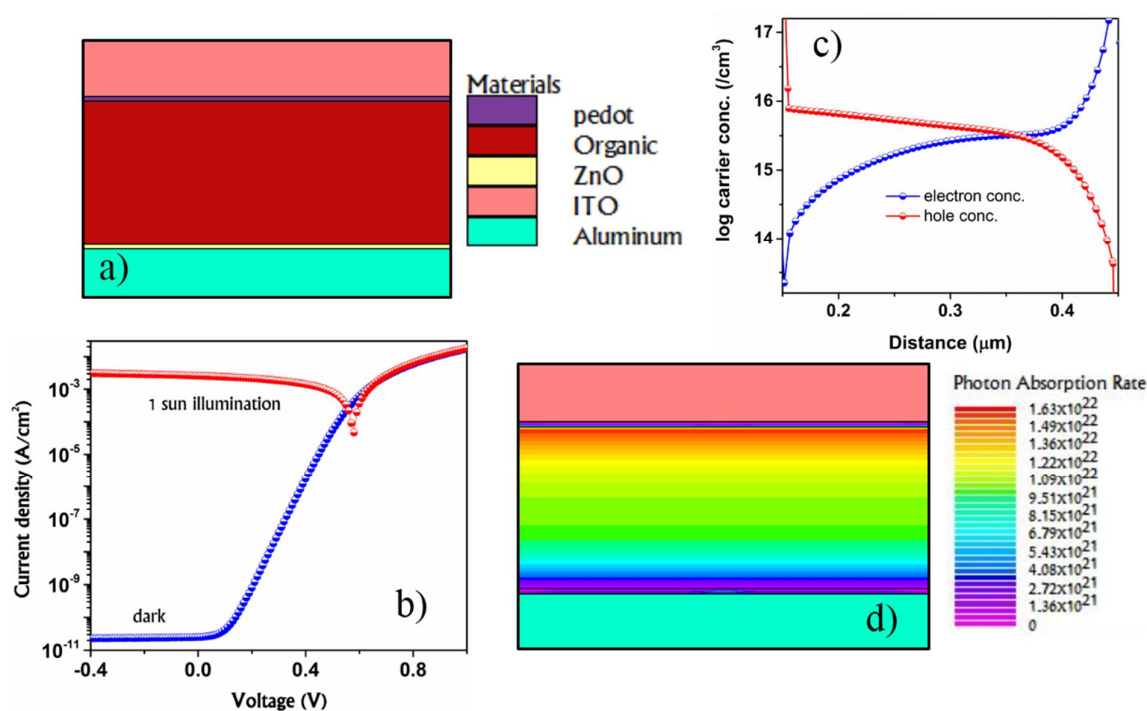 Materials
pedot
Organic
ZnO
ITO
Aluminum
a)
c)
log carrier conc. (/cm³)
17
16
15
14
electron conc.
hole conc.
0.2 0.3 0.4
Distance (μm)
Current density (A/cm²)
10⁻³
10⁻⁵
10⁻⁷
10⁻⁹
10⁻¹¹
1 sun illumination
dark
b)
-0.4 0.0 0.4 0.8
Voltage (V)
d)
Photon Absorption Rate
1.63x10²²
1.49x10²²
1.36x10²²
1.22x10²²
1.09x10²²
9.51x10²¹
8.15x10²¹
6.79x10²¹
5.43x10²¹
4.08x10²¹
2.72x10²¹
1.36x10²¹
0